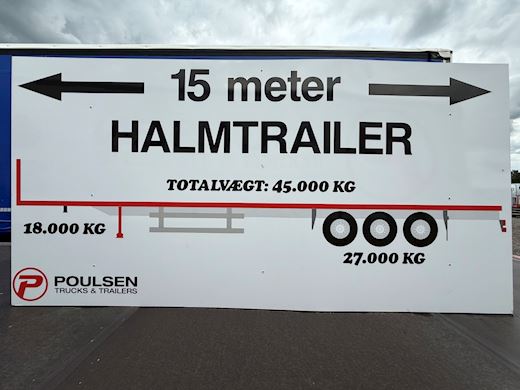 15 meter
HALMTRAILER
TOTALVÆGT: 45.000 KG
18.000 KG
27.000 KG
P POULSEN
TRUCKS & TRAILERS